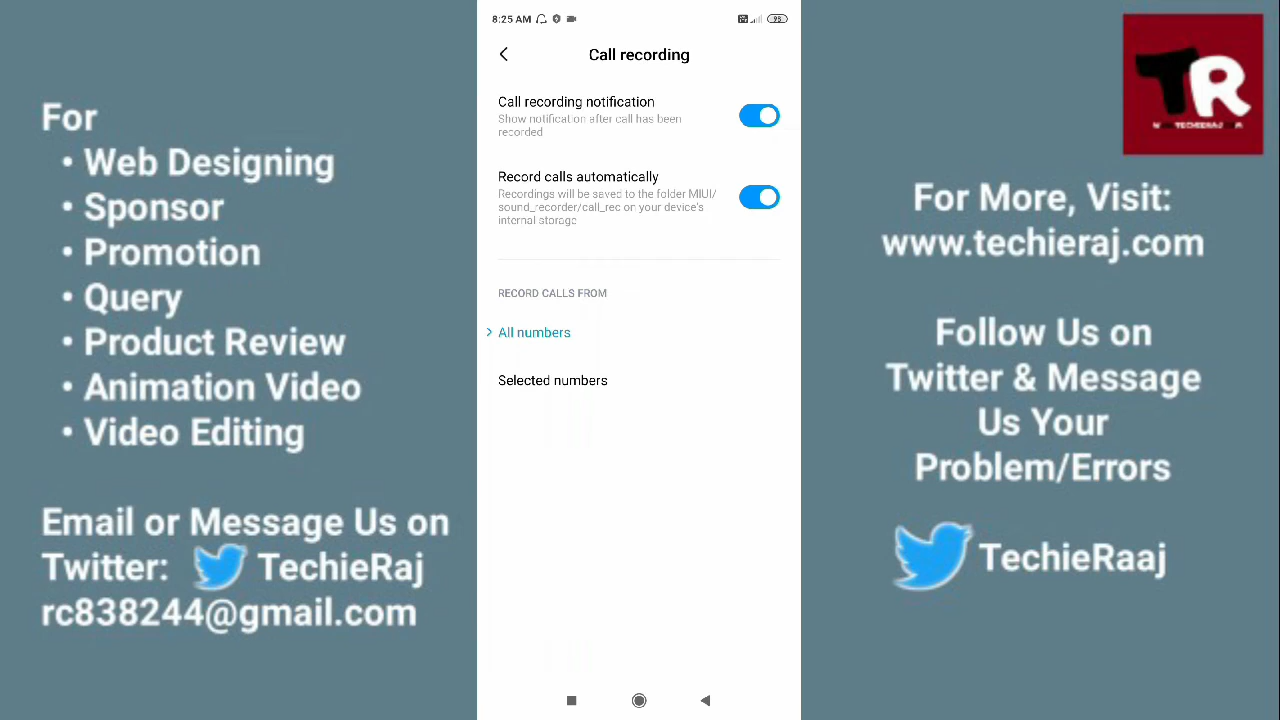 For
• Web Designing
• Sponsor
• Promotion
• Query
• Product Review
• Animation Video
• Video Editing
Email or Message Us on
Twitter: TechieRaj
rc838244@gmail.com
8:25 AM
98
Call recording
Call recording notification
Show notification after call has been
recorded
Record calls automatically
Recordings will be saved to the folder MIUI/
sound_recorder/call_rec on your device's
internal storage
RECORD CALLS FROM
All numbers
Selected numbers
TR
For More, Visit:
www.techieraj.com
Follow Us on
Twitter & Message
Us Your
Problem/Errors
TechieRaaj